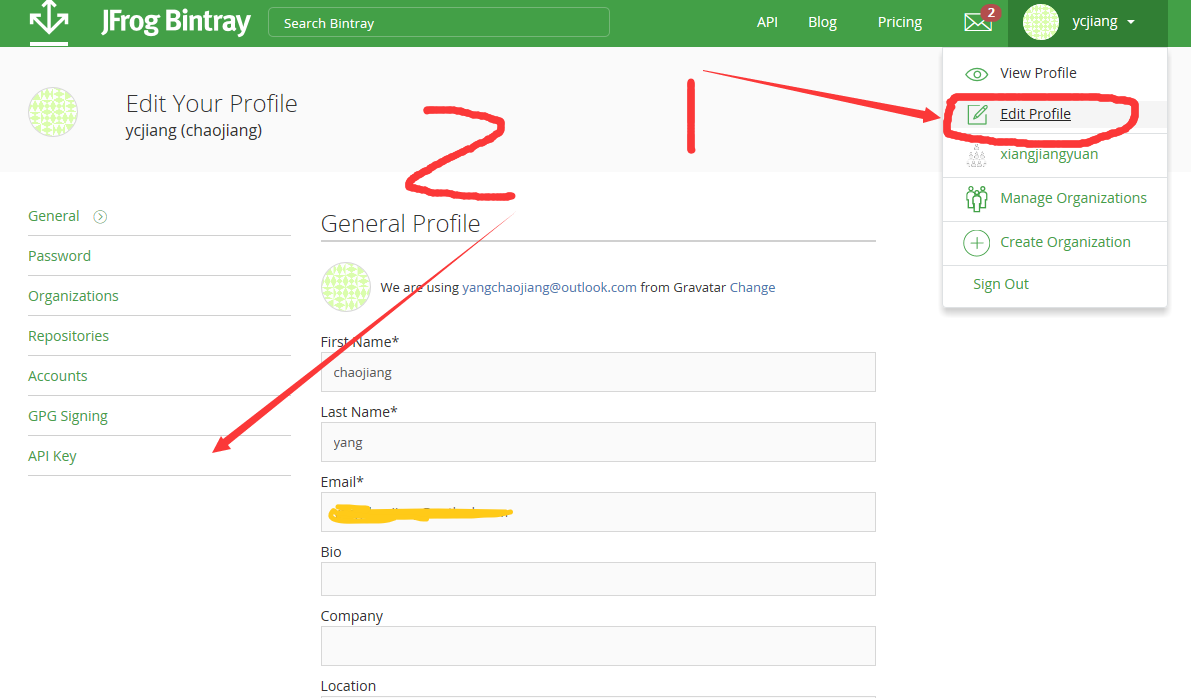 JFrog Bintray
Search Bintray
API
Blog
Pricing
2
ycjiang
View Profile
Edit Profile
xiangjiangyuan
Manage Organizations
Create Organization
Sign Out
1
2
Edit Your Profile
ycjiang (chaojiang)
General
Password
Organizations
Repositories
Accounts
GPG Signing
API Key
General Profile
We are using yangchaojiang@outlook.com from Gravatar Change
First Name*
chaojiang
Last Name*
yang
Email*
Bio
Company
Location